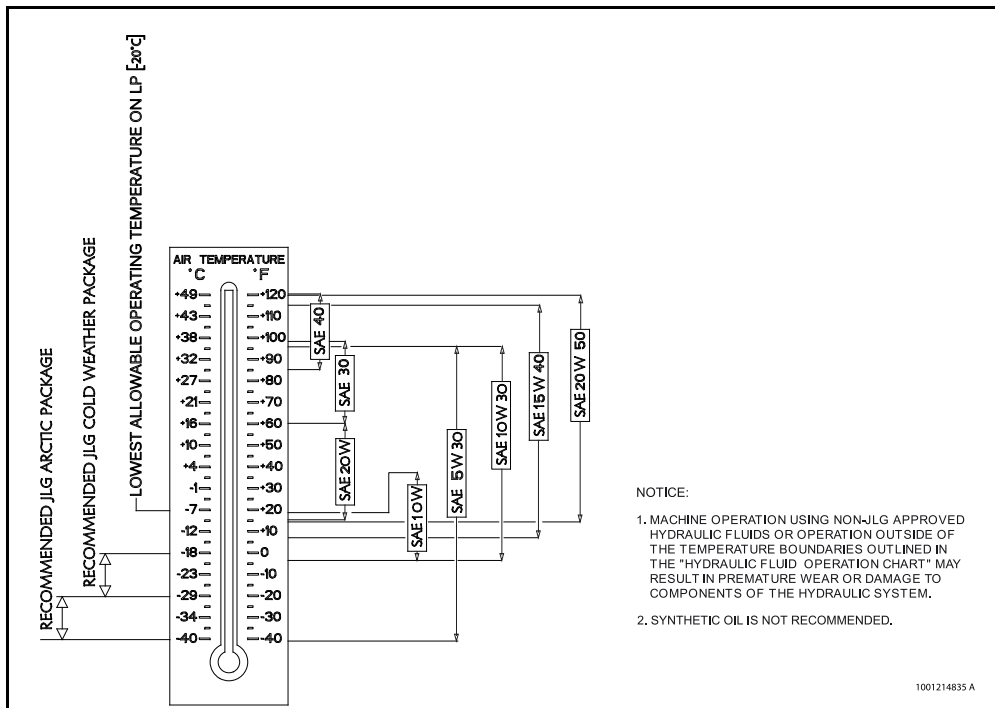 RECOMMENDED JLG ARCTIC PACKAGE
RECOMMENDED JLG COLD WEATHER PACKAGE
LOWEST ALLOWABLE OPERATING TEMPERATURE ON LP [-20°C]
AIR TEMPERATURE
°C °F
+49 +120
+43 +110
+38 +100
+32 +90
+27 +80
+21 +70
+16 +60
+10 +50
+4 +40
-1 +30
-7 +20
-12 +10
-18 0
-23 -10
-29 -20
-34 -30
-40 -40
SAE 40
SAE 30
SAE 20W
SAE 10W
SAE 5W 30
SAE 10W 30
SAE 15W 40
SAE 20W 50
NOTICE:
1. MACHINE OPERATION USING NON-JLG APPROVED
HYDRAULIC FLUIDS OR OPERATION OUTSIDE OF
THE TEMPERATURE BOUNDARIES OUTLINED IN
THE "HYDRAULIC FLUID OPERATION CHART" MAY
RESULT IN PREMATURE WEAR OR DAMAGE TO
COMPONENTS OF THE HYDRAULIC SYSTEM.
2. SYNTHETIC OIL IS NOT RECOMMENDED.
1001214835 A